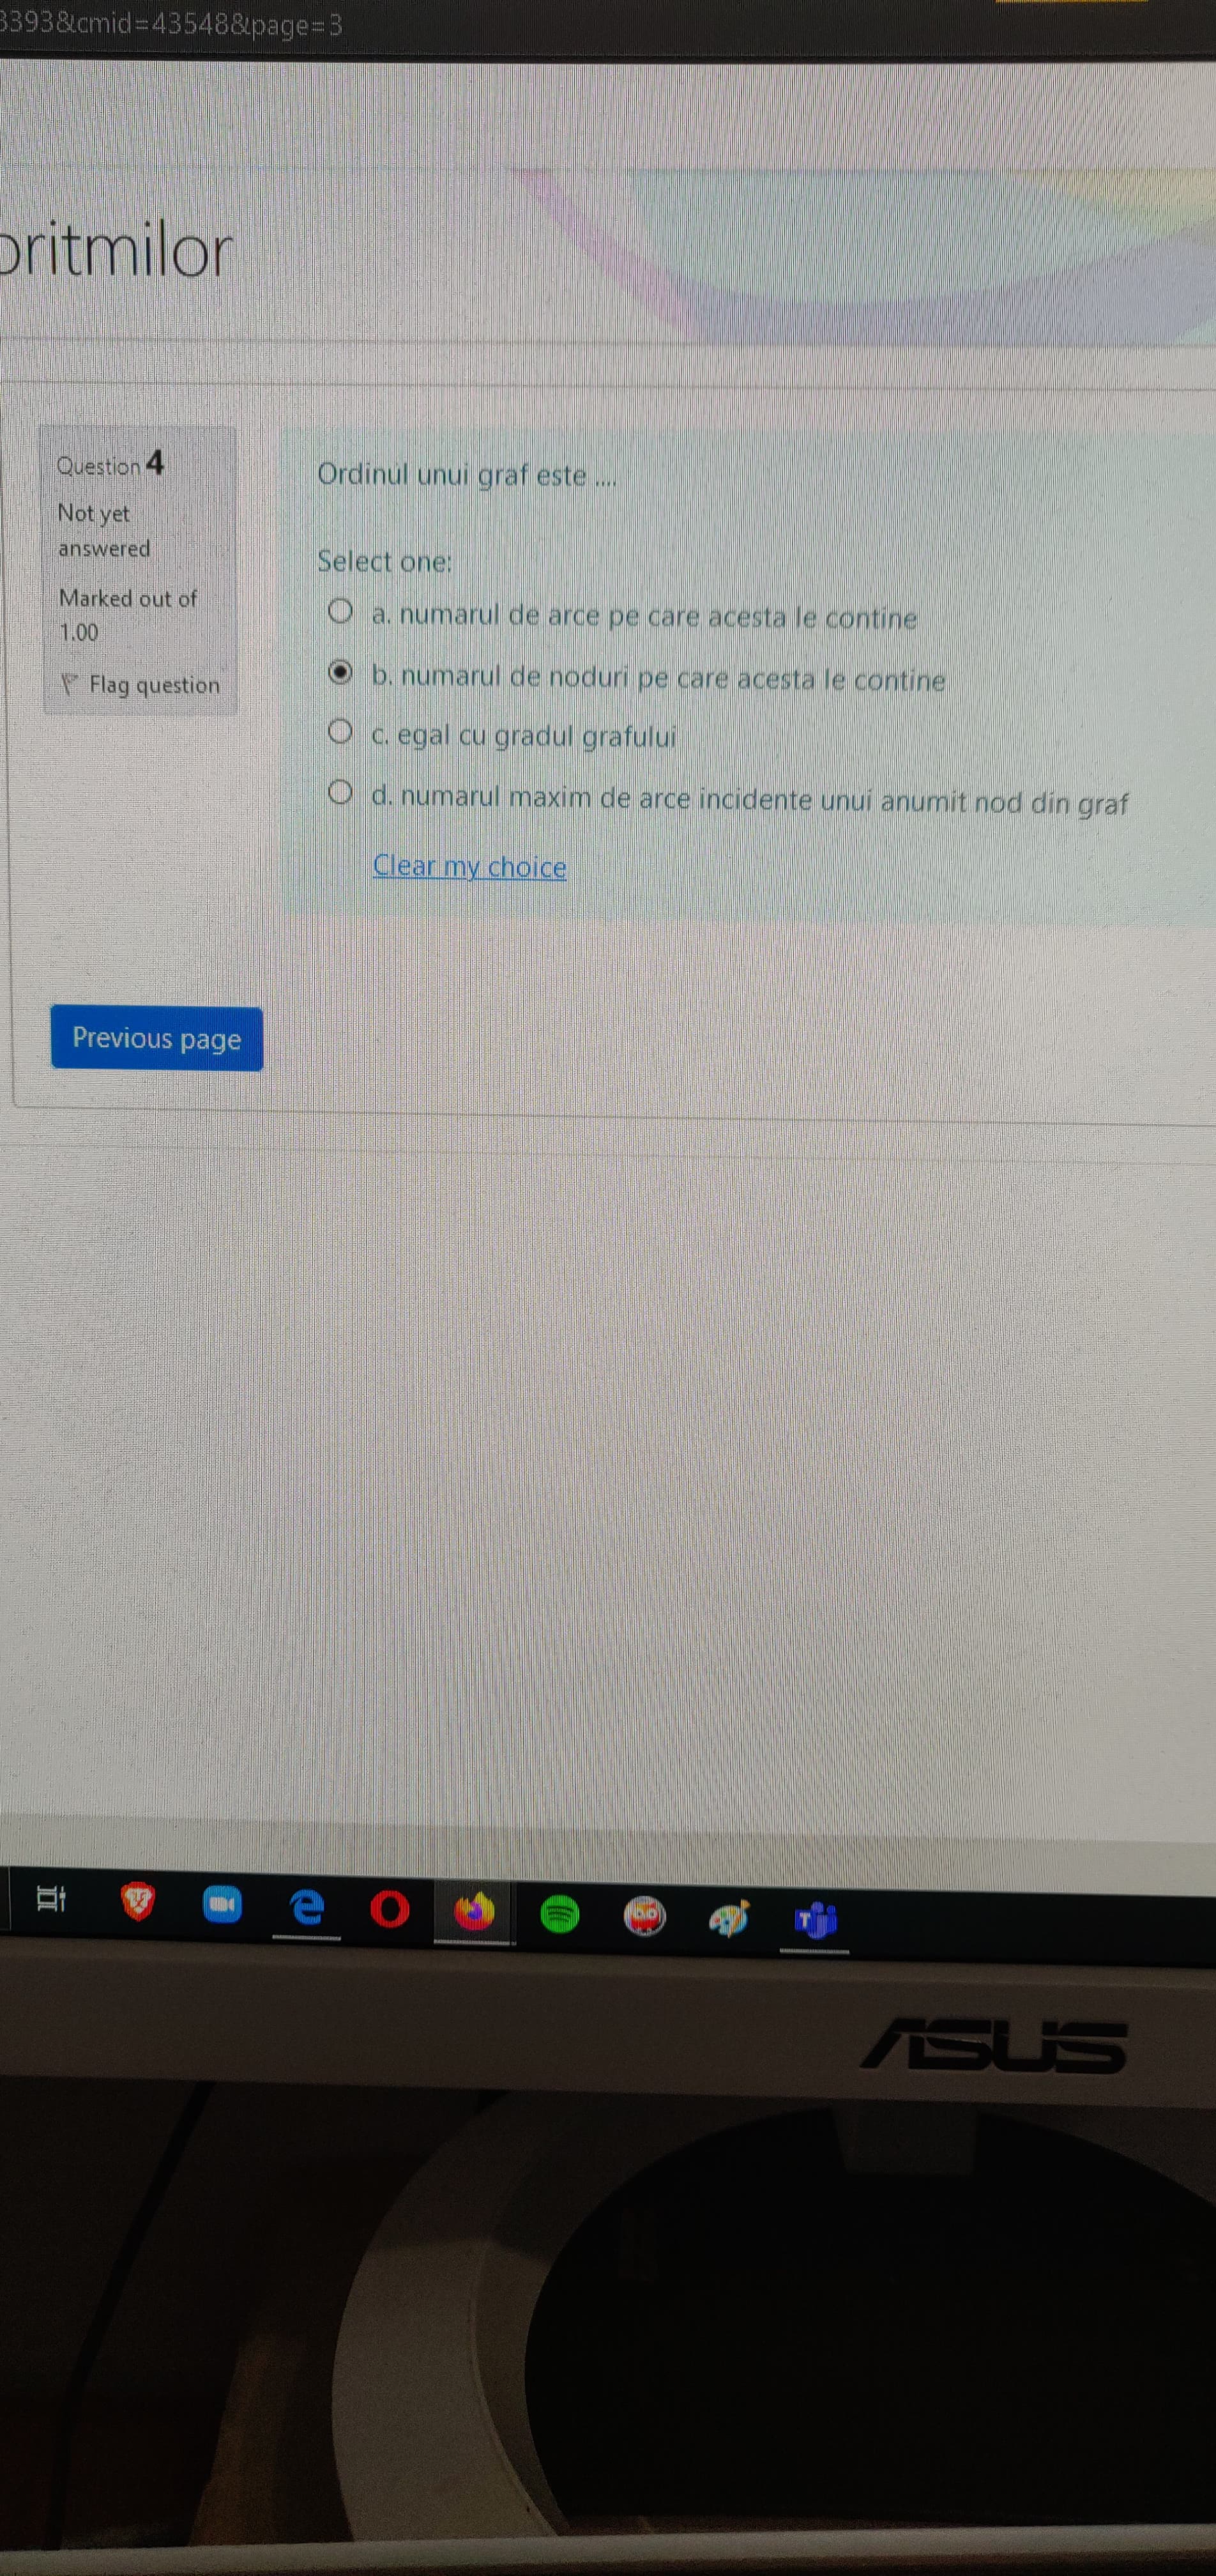 3393&cmid=43548&page=3
oritmilor
Question 4
Not yet
answered
Marked out of
1.00
Flag question
Ordinul unui graf este ....
Select one:
a. numarul de arce pe care acesta le contine
b. numarul de noduri pe care acesta le contine
c. egal cu gradul grafului
d. numarul maxim de arce incidente unui anumit nod din graf
Clear my choice
Previous page
ASUS